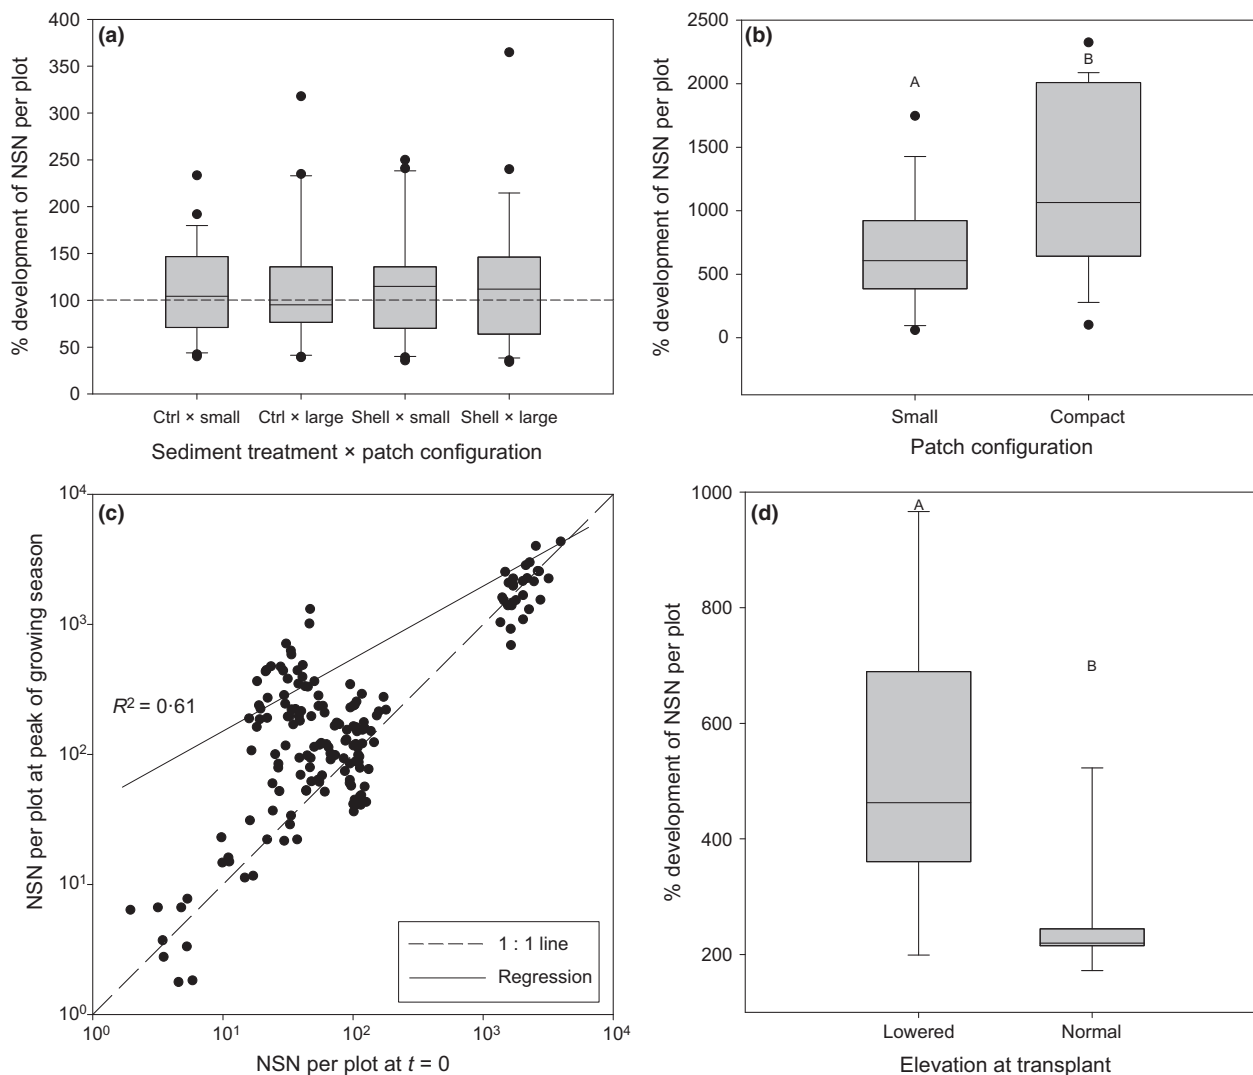 (a)
% development of NSN per plot
400
350
300
250
200
150
100
50
0
Ctrl × small Ctrl × large Shell × small Shell × large
Sediment treatment × patch configuration
(b)
% development of NSN per plot
2500
2000
1500
1000
500
0
A
B
Small Compact
Patch configuration
(c)
NSN per plot at peak of growing season
10⁴
10³
10²
10¹
10⁰
R² = 0·61
1 : 1 line
Regression
10⁰ 10¹ 10² 10³ 10⁴
NSN per plot at t = 0
(d)
% development of NSN per plot
1000
800
600
400
200
A
B
Lowered Normal
Elevation at transplant